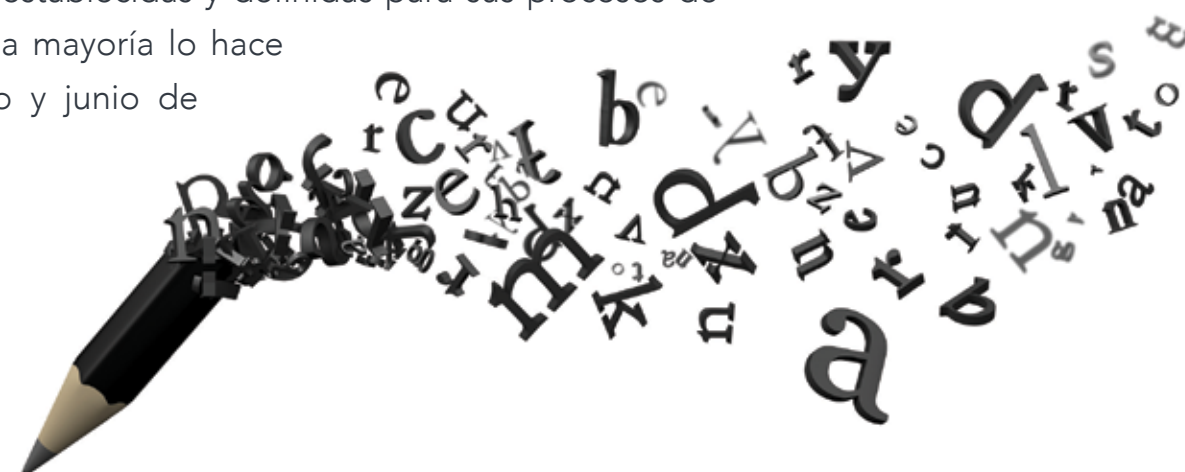 establecidas y definidas para sus procesos de
a mayoría lo hace
o y junio de